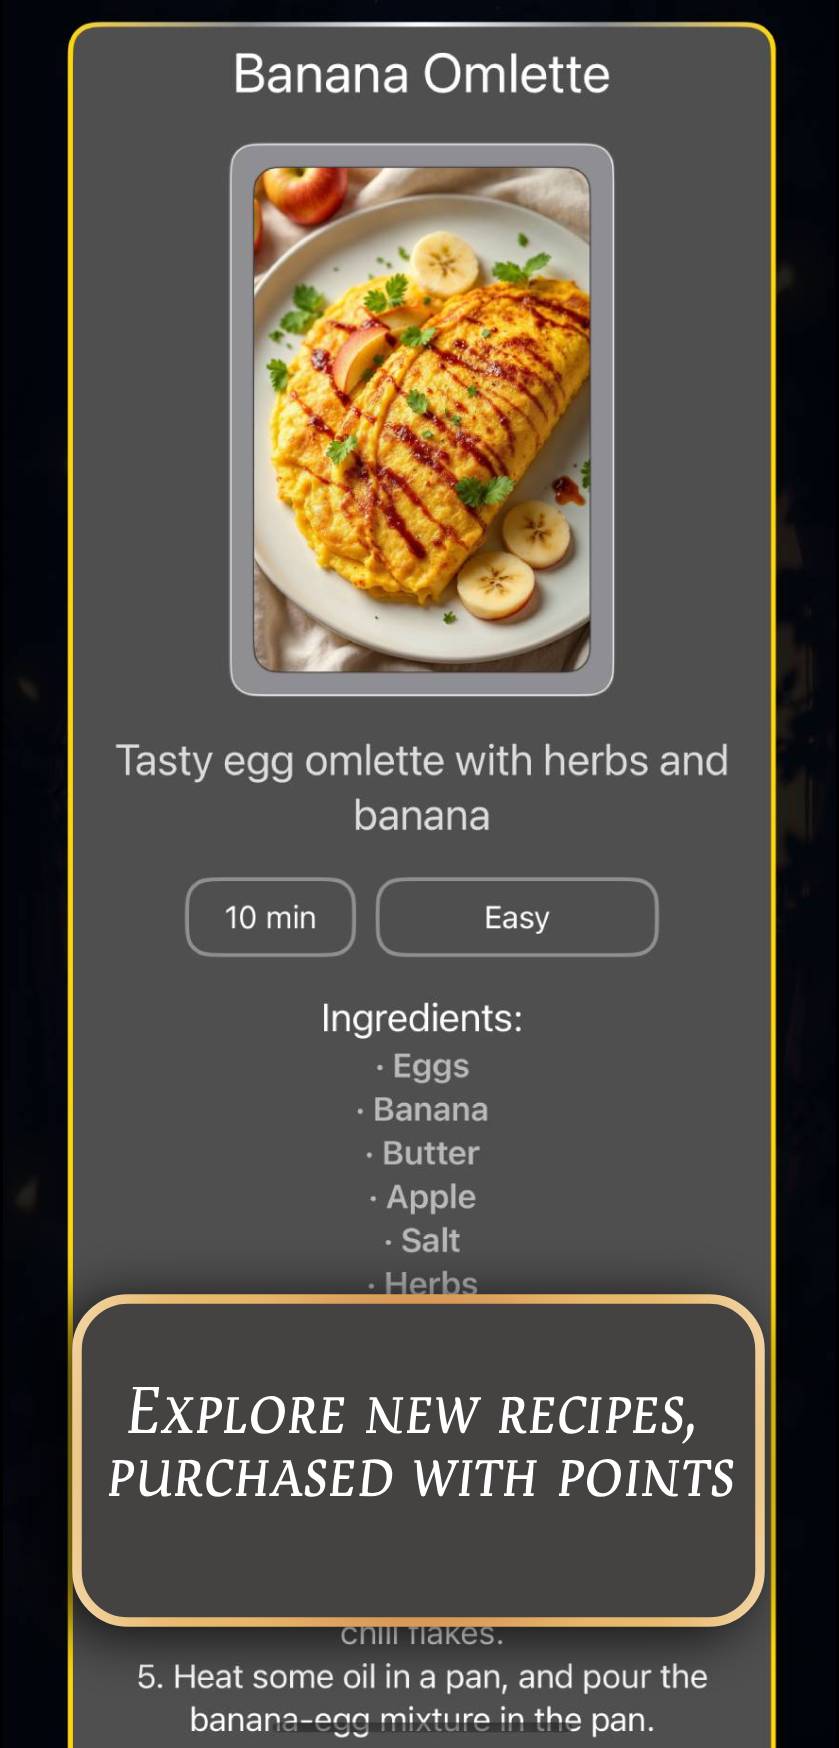 Banana Omlette
Tasty egg omlette with herbs and
banana
10 min
Easy
Ingredients:
· Eggs
· Banana
· Butter
· Apple
· Salt
· Herbs
Explore new recipes,
purchased with points
chili flakes.
5. Heat some oil in a pan, and pour the
banana-egg mixture in the pan.